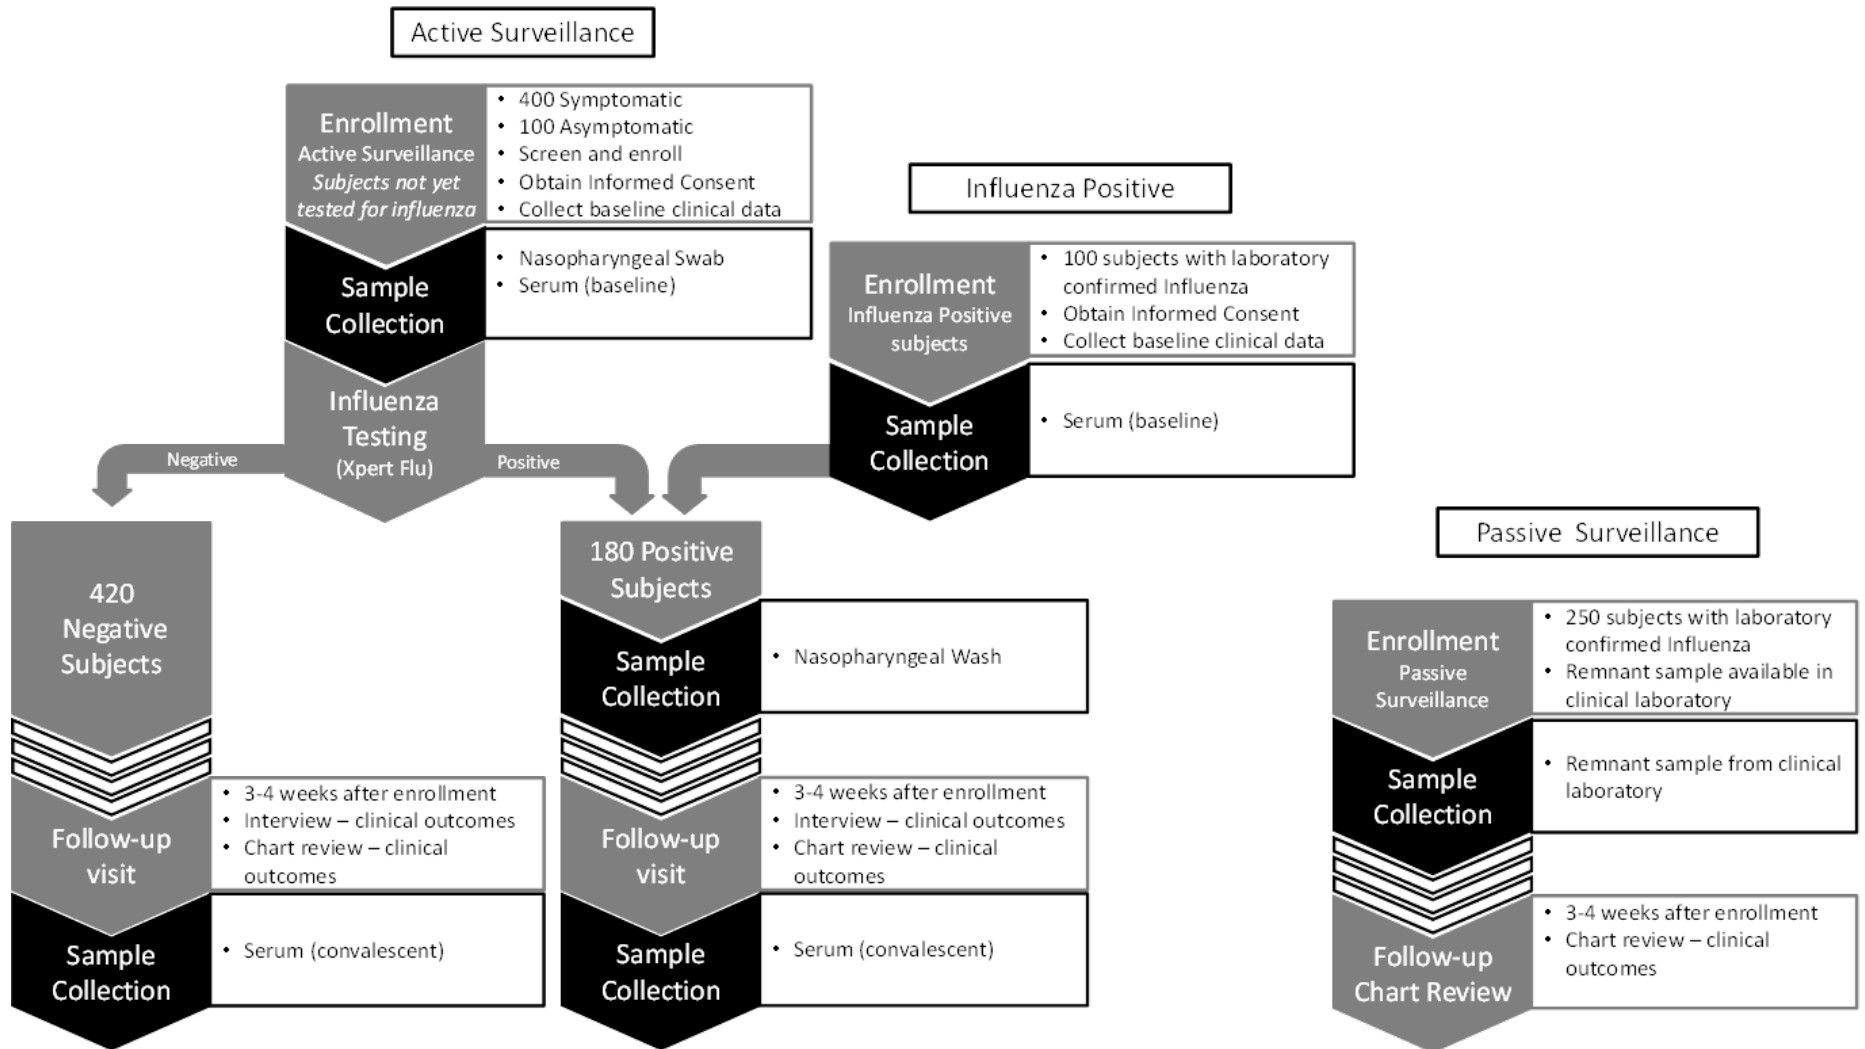 Active Surveillance
Enrollment
Active Surveillance
Subjects not yet
tested for influenza
• 400 Symptomatic
• 100 Asymptomatic
• Screen and enroll
• Obtain Informed Consent
• Collect baseline clinical data
Sample
Collection
• Nasopharyngeal Swab
• Serum (baseline)
Influenza
Testing
(Xpert Flu)
Negative
Positive
Influenza Positive
Enrollment
Influenza Positive
subjects
• 100 subjects with laboratory
confirmed Influenza
• Obtain Informed Consent
• Collect baseline clinical data
Sample
Collection
• Serum (baseline)
420
Negative
Subjects
Follow-up
visit
• 3-4 weeks after enrollment
• Interview – clinical outcomes
• Chart review – clinical
outcomes
Sample
Collection
• Serum (convalescent)
180 Positive
Subjects
Sample
Collection
• Nasopharyngeal Wash
Follow-up
visit
• 3-4 weeks after enrollment
• Interview – clinical outcomes
• Chart review – clinical
outcomes
Sample
Collection
• Serum (convalescent)
Passive Surveillance
Enrollment
Passive
Surveillance
• 250 subjects with laboratory
confirmed Influenza
• Remnant sample available in
clinical laboratory
Sample
Collection
• Remnant sample from clinical
laboratory
Follow-up
Chart Review
• 3-4 weeks after enrollment
• Chart review – clinical
outcomes